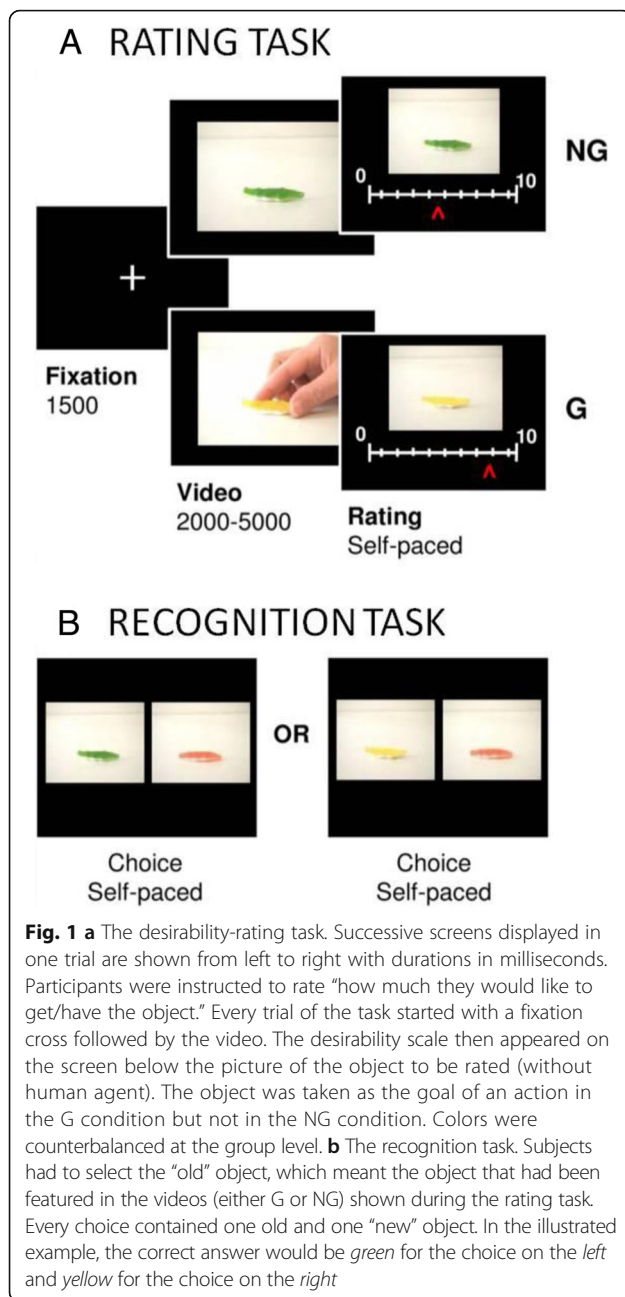 A RATING TASK
NG
0 10
Fixation
1500
G
0 10
Video
2000-5000
Rating
Self-paced
B RECOGNITION TASK
OR
Choice
Self-paced
Choice
Self-paced
Fig. 1 a The desirability-rating task. Successive screens displayed in
one trial are shown from left to right with durations in milliseconds.
Participants were instructed to rate “how much they would like to
get/have the object.” Every trial of the task started with a fixation
cross followed by the video. The desirability scale then appeared on
the screen below the picture of the object to be rated (without
human agent). The object was taken as the goal of an action in
the G condition but not in the NG condition. Colors were
counterbalanced at the group level. b The recognition task. Subjects
had to select the “old” object, which meant the object that had been
featured in the videos (either G or NG) shown during the rating task.
Every choice contained one old and one “new” object. In the illustrated
example, the correct answer would be green for the choice on the left
and yellow for the choice on the right